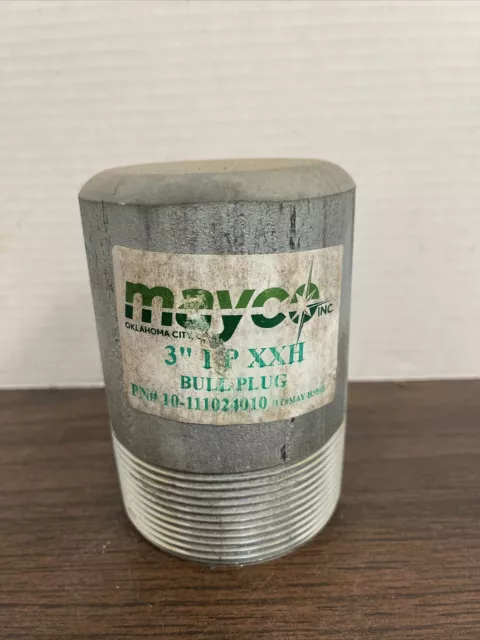 mayco INC.
OKLAHOMA CITY,
3" P XXH
BULL PLUG
PN# 10-111024010